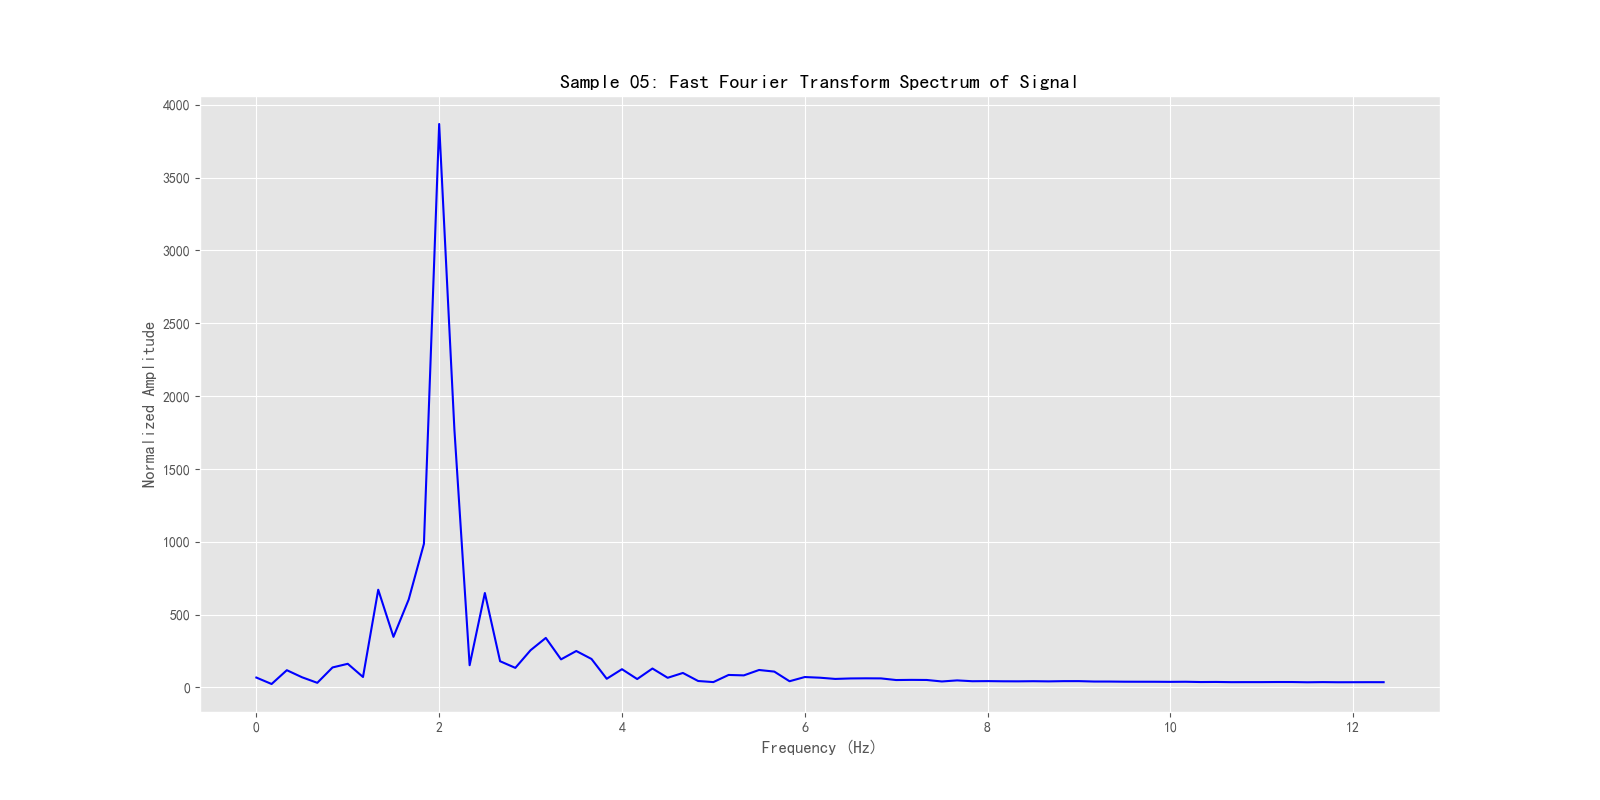 Sample 05: Fast Fourier Transform Spectrum of Signal
4000
3500
3000
2500
2000
1500
1000
500
0
Normalized Amplitude
0 2 4 6 8 10 12
Frequency (Hz)